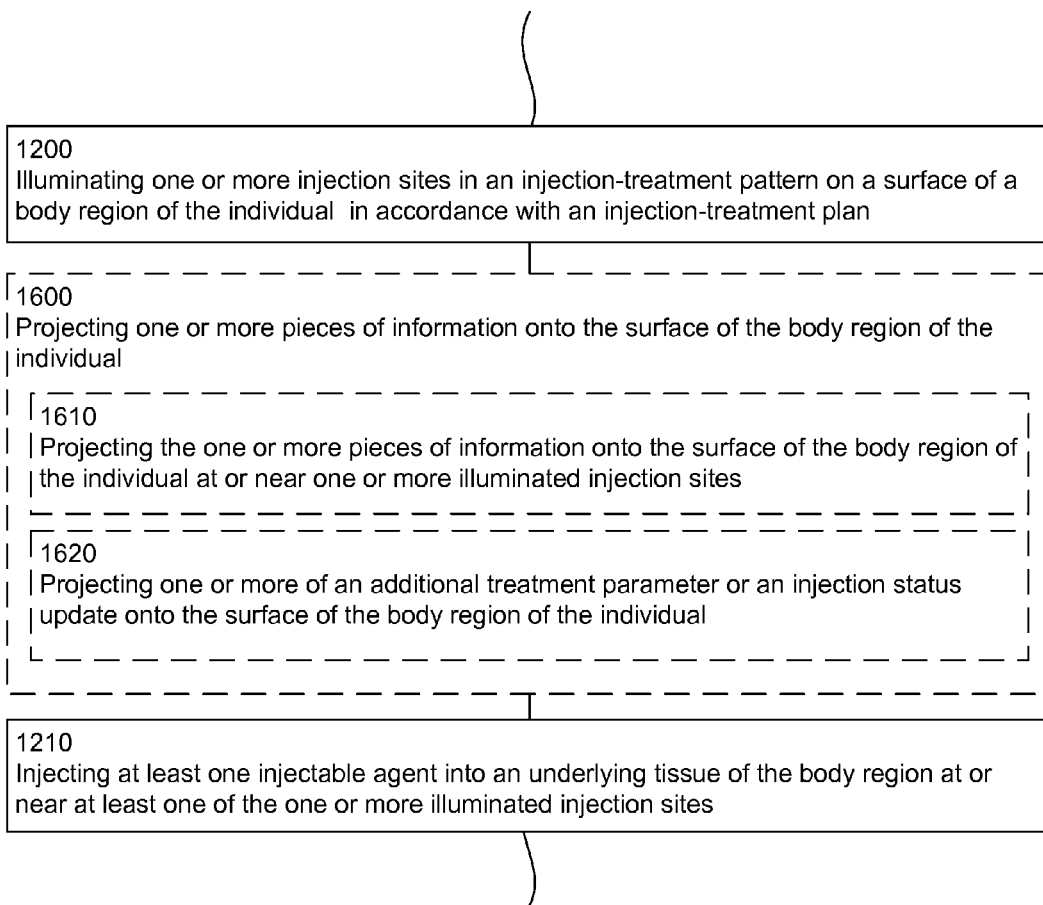 1200
Illuminating one or more injection sites in an injection-treatment pattern on a surface of a
body region of the individual in accordance with an injection-treatment plan
1600
Projecting one or more pieces of information onto the surface of the body region of the
individual
1610
Projecting the one or more pieces of information onto the surface of the body region of
the individual at or near one or more illuminated injection sites
1620
Projecting one or more of an additional treatment parameter or an injection status
update onto the surface of the body region of the individual
1210
Injecting at least one injectable agent into an underlying tissue of the body region at or
near at least one of the one or more illuminated injection sites